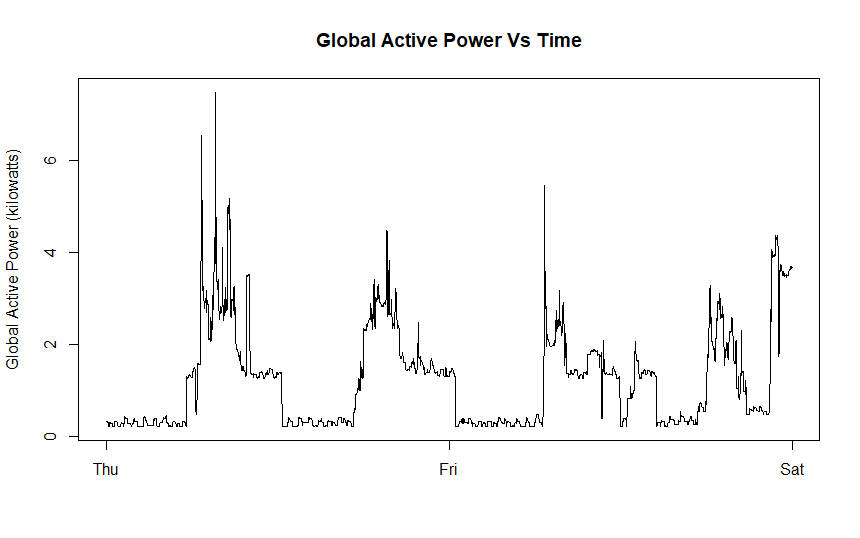 Global Active Power Vs Time
Global Active Power (kilowatts)
6
4
2
0
Thu
Fri
Sat